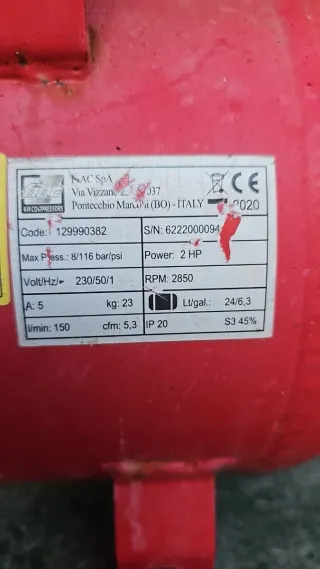 FIAC
AIR COMPRESSORS
FIAC SpA
Via Vizzano 037
Pontecchio Marconi (BO) - ITALY
CE
2020
Code: 129990382
S/N: 6222000094
Max Press.: 8/116 bar/psi
Power: 2 HP
Volt/Hz/~ 230/50/1
RPM: 2850
A: 5
kg: 23
Lt/gal.: 24/6,3
l/min: 150
cfm: 5,3
IP 20
S3 45%